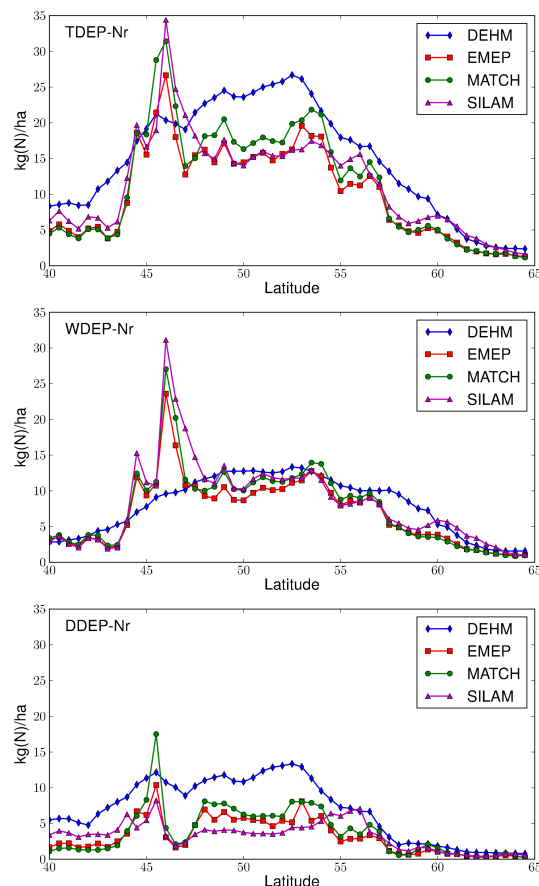 TDEP-Nr
DEHM
EMEP
MATCH
SILAM
35
30
25
20
15
10
5
0
kg(N)/ha
40 45 50 55 60 65
Latitude
WDEP-Nr
DEHM
EMEP
MATCH
SILAM
35
30
25
20
15
10
5
0
kg(N)/ha
40 45 50 55 60 65
Latitude
DDEP-Nr
DEHM
EMEP
MATCH
SILAM
35
30
25
20
15
10
5
0
kg(N)/ha
40 45 50 55 60 65
Latitude